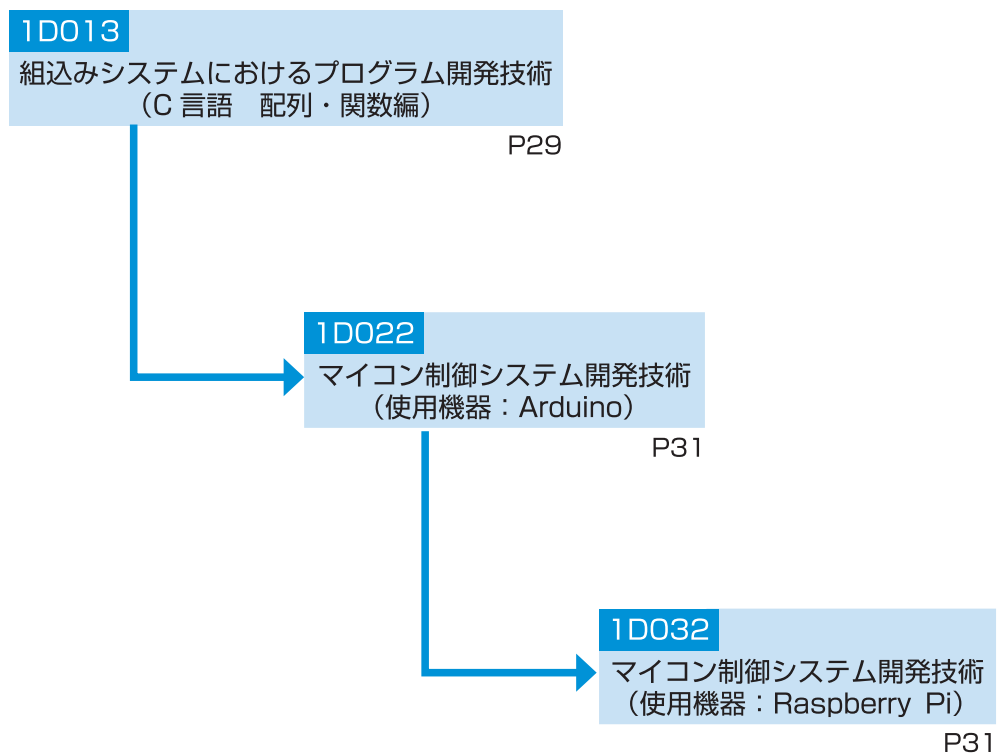 1D013
組込みシステムにおけるプログラム開発技術
（C 言語　配列・関数編）
P29
1D022
マイコン制御システム開発技術
（使用機器：Arduino）
P31
1D032
マイコン制御システム開発技術
（使用機器：Raspberry Pi）
P31